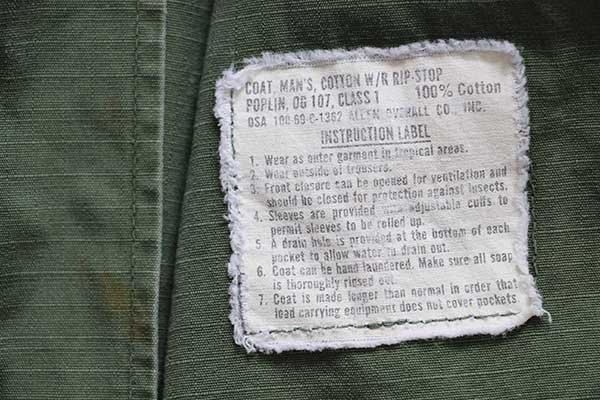 COAT, MAN'S, COTTON W/R RIP-STOP
POPLIN, OG 107, CLASS 1 100% Cotton
DSA 100-69-C-1362 ALLEN OVERALL CO., INC.
INSTRUCTION LABEL
1. Wear as outer garment in tropical areas.
2. Wear outside of trousers.
3. Front closure can be opened for ventilation and
should be closed for protection against insects.
4. Sleeves are provided with adjustable cuffs to
permit sleeves to be rolled up.
5. A drain hole is provided at the bottom of each
pocket to allow water to drain out.
6. Coat can be hand laundered. Make sure all soap
is thoroughly rinsed out.
7. Coat is made longer than normal in order that
load carrying equipment does not cover pockets.